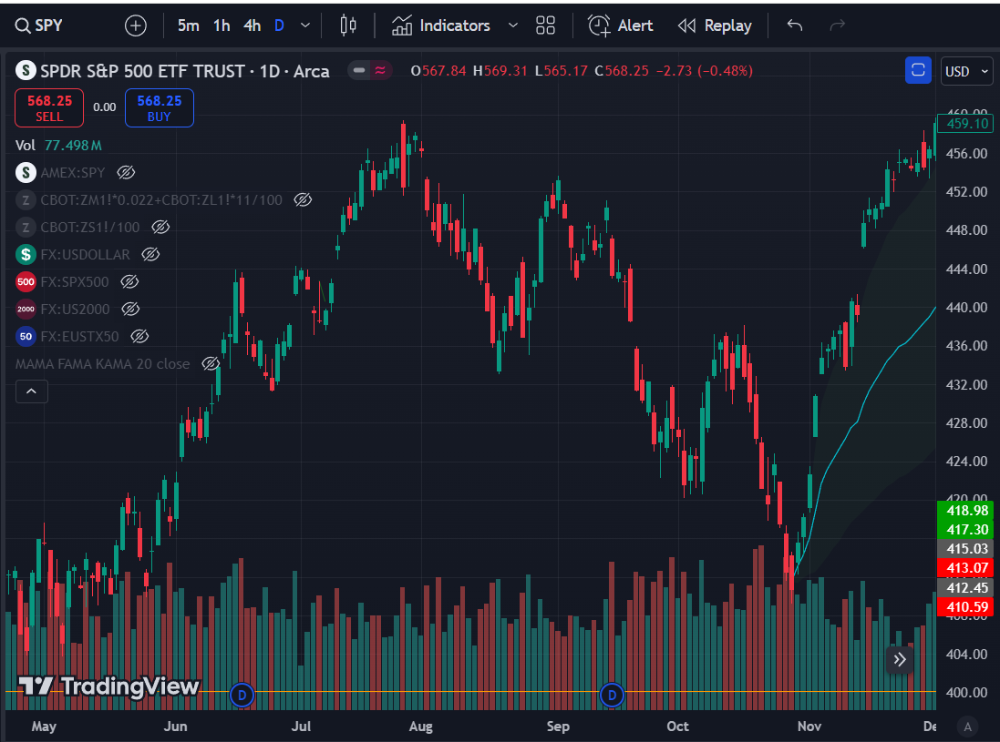 SPY 5m 1h 4h D Indicators Alert Replay
S SPDR S&P 500 ETF TRUST · 1D · Arca O567.84 H569.31 L565.17 C568.25 −2.73 (−0.48%) USD
568.25 SELL 0.00 568.25 BUY
Vol 77.498M
S AMEX:SPY
Z CBOT:ZM1!*0.022+CBOT:ZL1!*11/100
Z CBOT:ZS1!/100
$ FX:USDOLLAR
500 FX:SPX500
2000 FX:US2000
50 FX:EUSTX50
MAMA FAMA KAMA 20 close
460.00
459.10
456.00
452.00
448.00
444.00
440.00
436.00
432.00
428.00
424.00
420.00
418.98
417.30
415.03
413.07
412.45
410.59
408.00
404.00
400.00
TradingView
D D
May Jun Jul Aug Sep Oct Nov De A